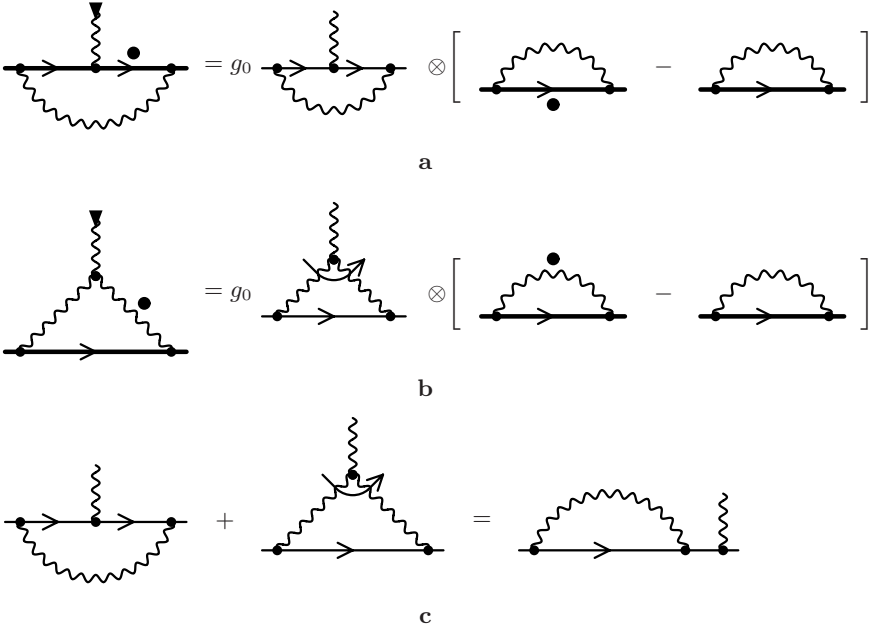 = g₀ ⊗ [ − ]
a
= g₀ ⊗ [ − ]
b
+ =
c